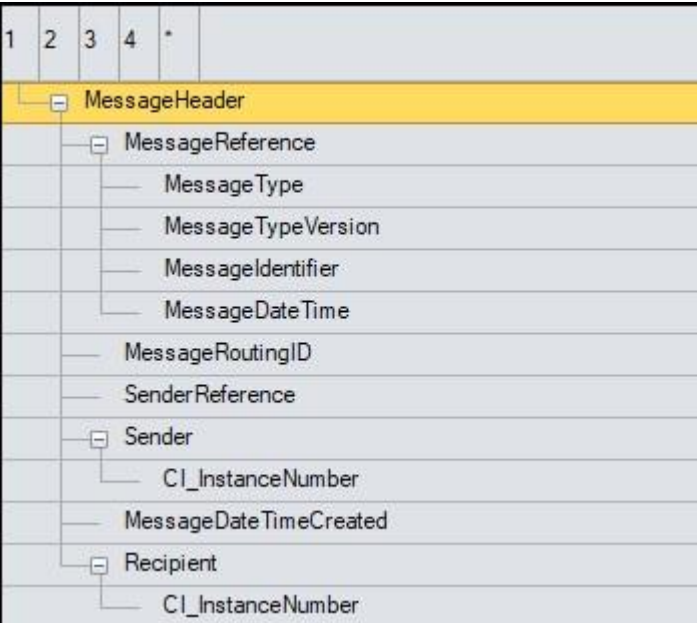 1 2 3 4 *
MessageHeader
MessageReference
MessageType
MessageTypeVersion
MessageIdentifier
MessageDateTime
MessageRoutingID
SenderReference
Sender
CI_InstanceNumber
MessageDateTimeCreated
Recipient
CI_InstanceNumber